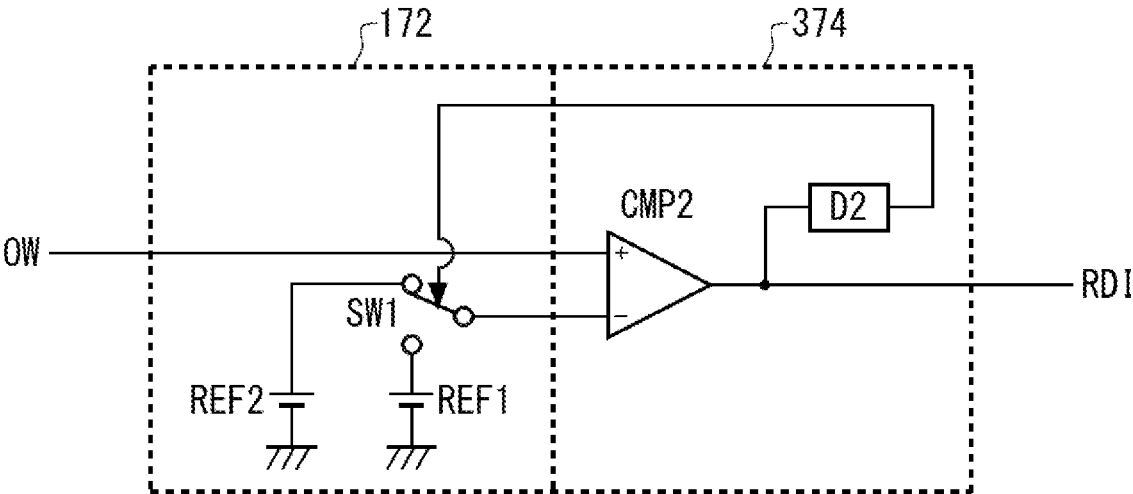 172
374
CMP2
D2
OW
+
RDI
SW1
−
REF2
REF1